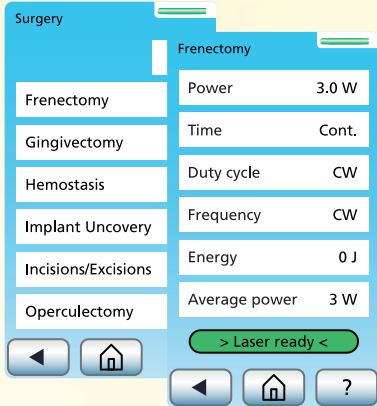 Surgery
Frenectomy
Gingivectomy
Hemostasis
Implant Uncovery
Incisions/Excisions
Operculectomy
Frenectomy
Power 3.0 W
Time Cont.
Duty cycle CW
Frequency CW
Energy 0 J
Average power 3 W
> Laser ready <
?